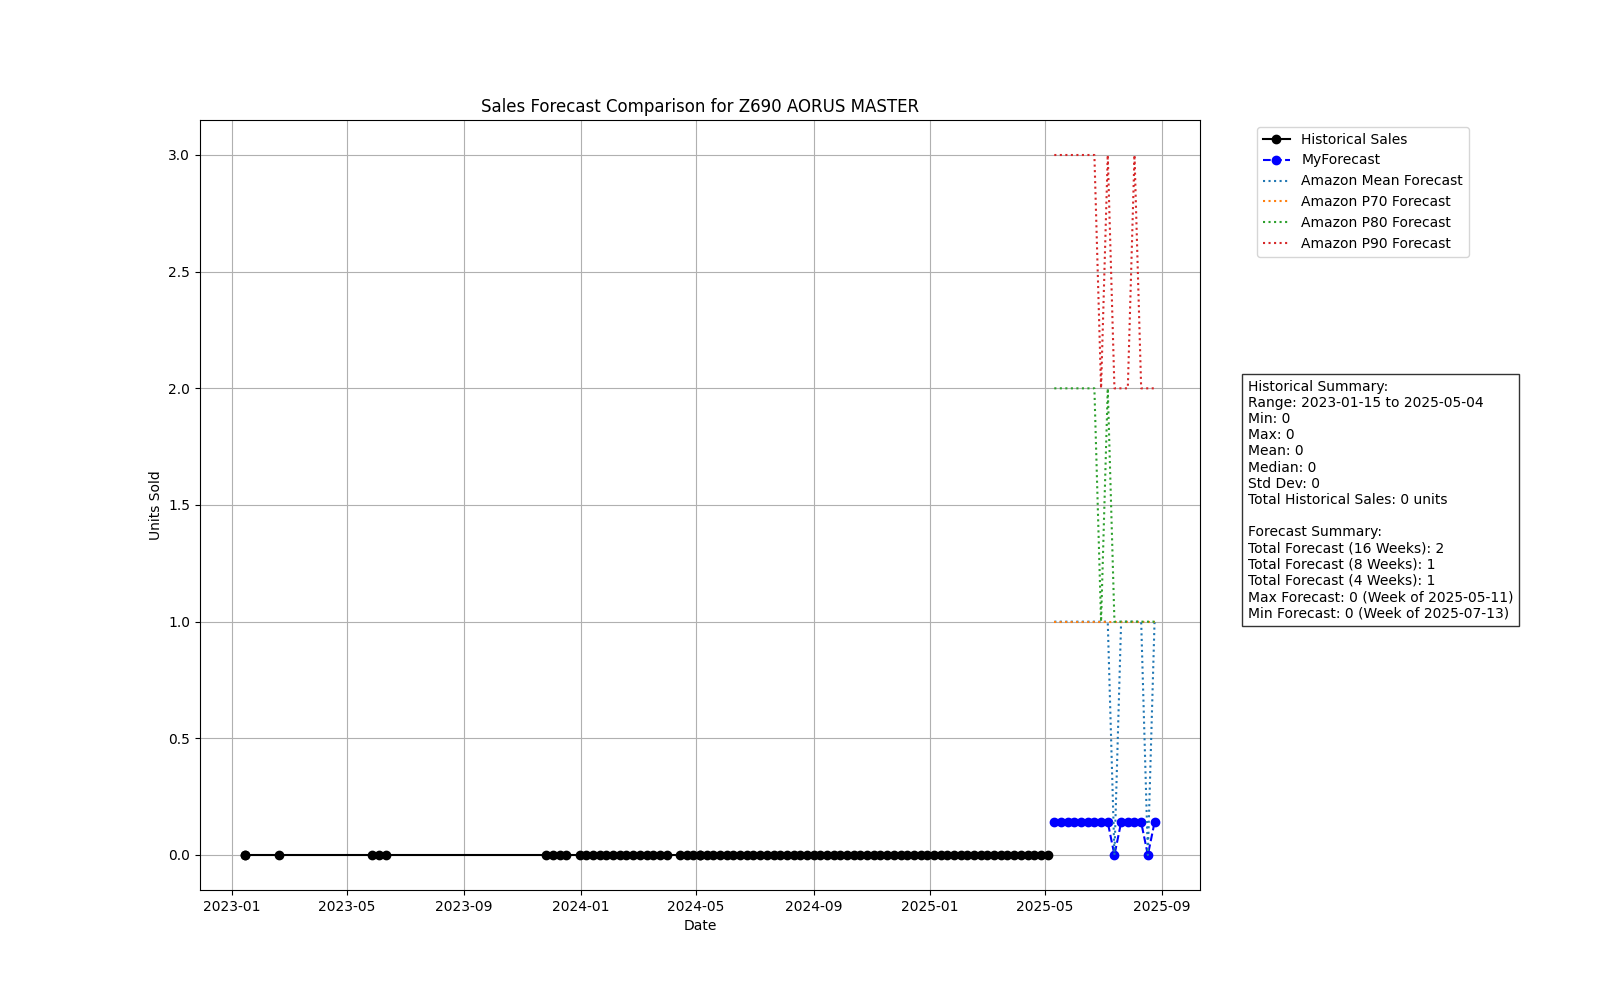 Sales Forecast Comparison for Z690 AORUS MASTER
Historical Sales
MyForecast
Amazon Mean Forecast
Amazon P70 Forecast
Amazon P80 Forecast
Amazon P90 Forecast
3.0
2.5
2.0
1.5
1.0
0.5
0.0
Units Sold
Historical Summary:
Range: 2023-01-15 to 2025-05-04
Min: 0
Max: 0
Mean: 0
Median: 0
Std Dev: 0
Total Historical Sales: 0 units
Forecast Summary:
Total Forecast (16 Weeks): 2
Total Forecast (8 Weeks): 1
Total Forecast (4 Weeks): 1
Max Forecast: 0 (Week of 2025-05-11)
Min Forecast: 0 (Week of 2025-07-13)
2023-01 2023-05 2023-09 2024-01 2024-05 2024-09 2025-01 2025-05 2025-09
Date